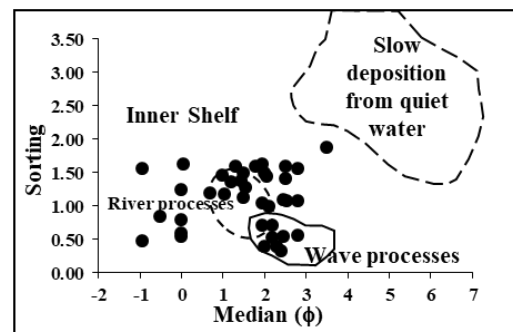 3.50
3.00
2.50
2.00
1.50
1.00
0.50
0.00
Sorting
Slow
deposition
from quiet
water
Inner Shelf
River processes
Wave processes
-2 -1 0 1 2 3 4 5 6 7
Median (ϕ)